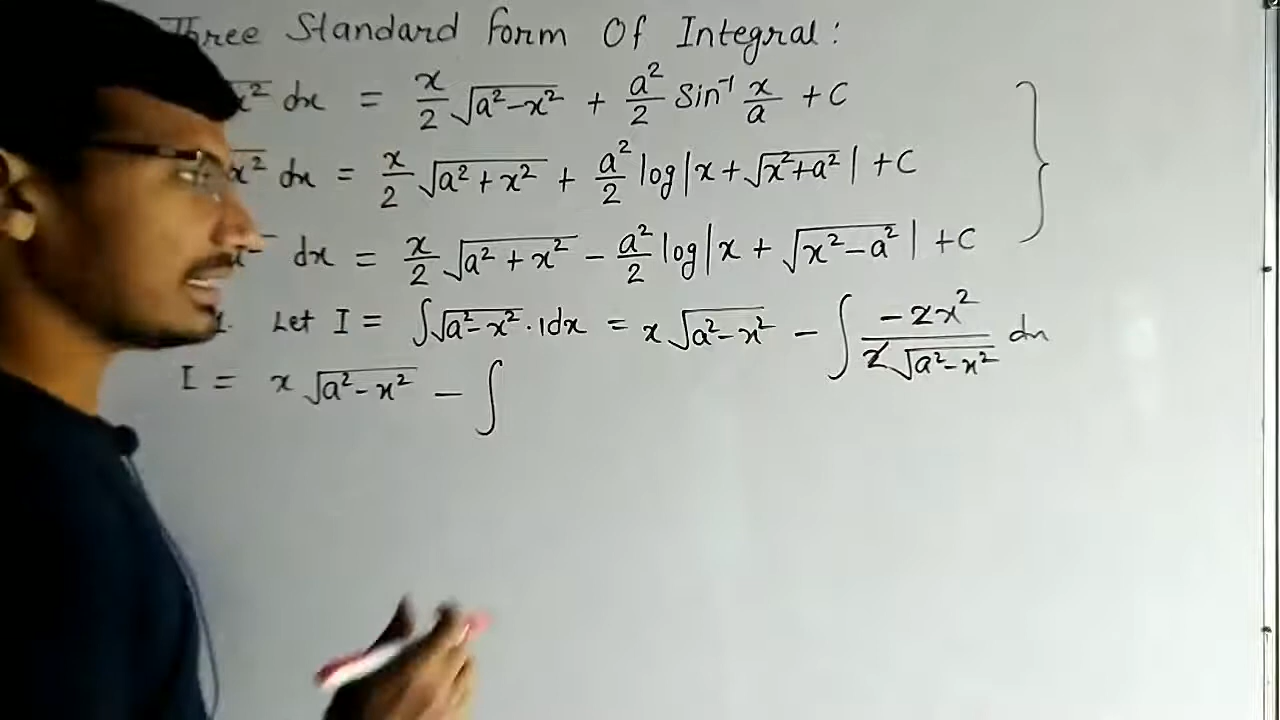 Three Standard form Of Integral :
x² dx = x/2 √(a²-x²) + a²/2 Sin⁻¹ x/a + C
x² dx = x/2 √(a²+x²) + a²/2 log|x + √(x²+a²)| + C
dx = x/2 √(a²+x²) - a²/2 log|x + √(x²-a²)| + C
1. Let I = ∫√(a²-x²)·1dx = x √(a²-x²) - ∫ -2x²/(2√(a²-x²)) dx
I = x √(a²-x²) - ∫